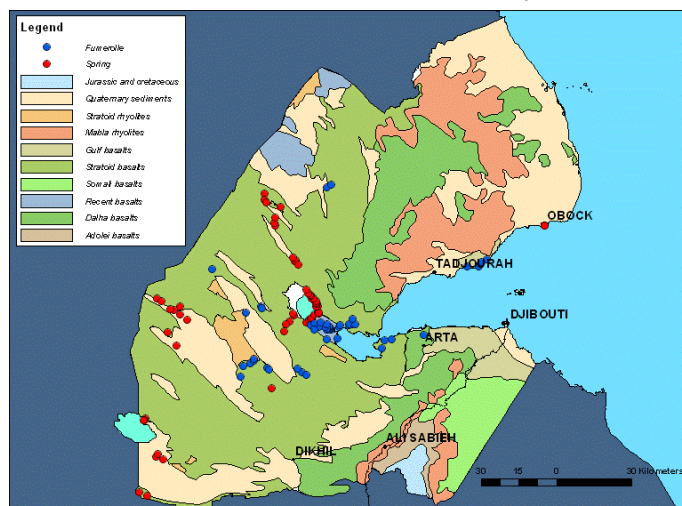 Legend
Fumerolle
Spring
Jurassic and cretaceous
Quaternary sediments
Stratoid rhyolites
Mabla rhyolites
Gulf basalts
Stratoid basalts
Somali basalts
Recent basalts
Dalha basalts
Adolei basalts
OBOCK
TADJOURAH
DJIBOUTI
ARTA
ALI SABIEH
DIKHIL
30 15 0 30 Kilometers